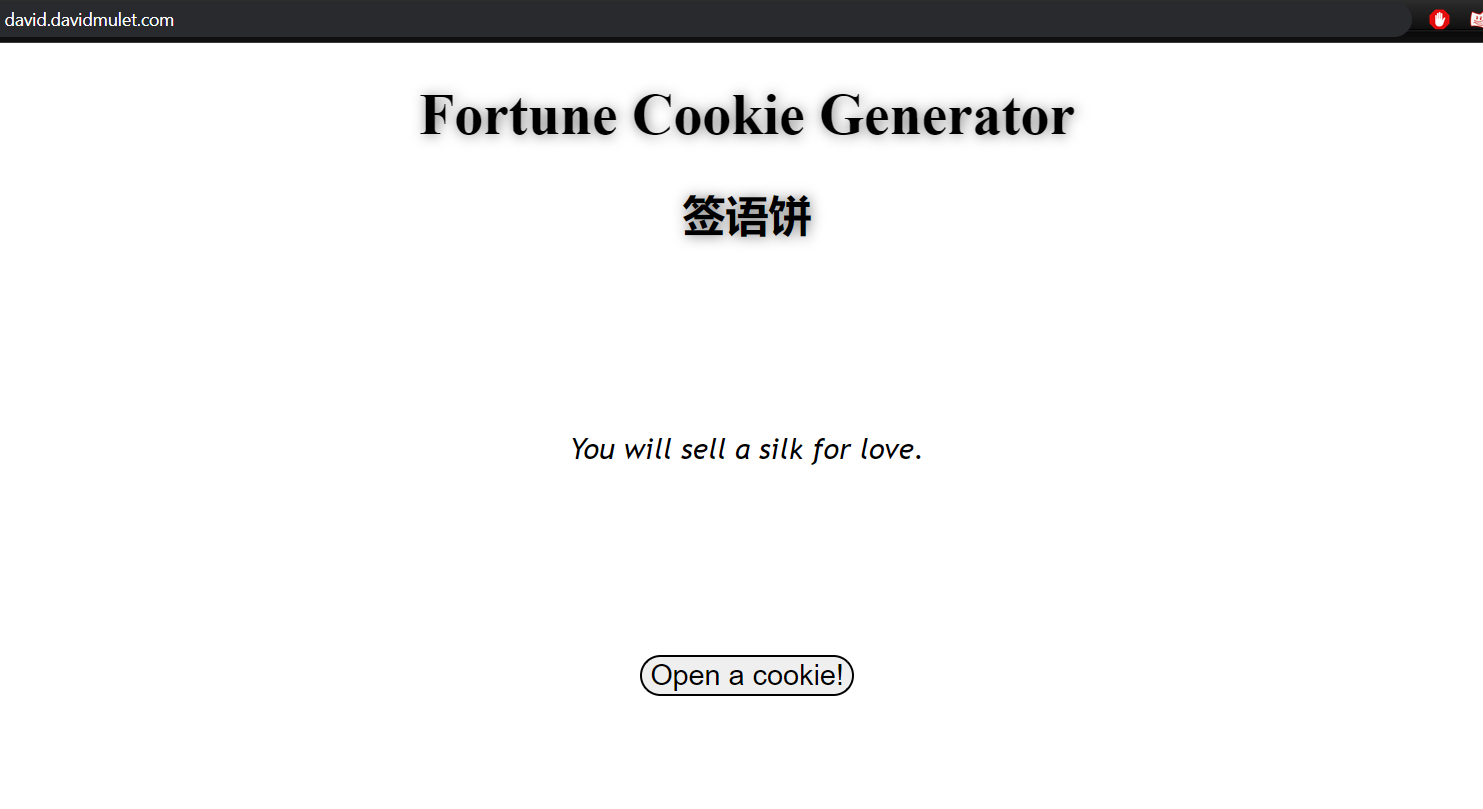 david.davidmulet.com
Fortune Cookie Generator
签语饼
You will sell a silk for love.
Open a cookie!